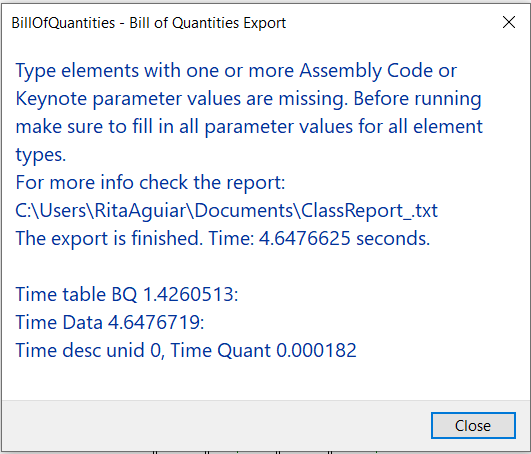 BillOfQuantities - Bill of Quantities Export
Type elements with one or more Assembly Code or
Keynote parameter values are missing. Before running
make sure to fill in all parameter values for all element
types.
For more info check the report:
C:\Users\RitaAguiar\Documents\ClassReport_.txt
The export is finished. Time: 4.6476625 seconds.
Time table BQ 1.4260513:
Time Data 4.6476719:
Time desc unid 0, Time Quant 0.000182
Close